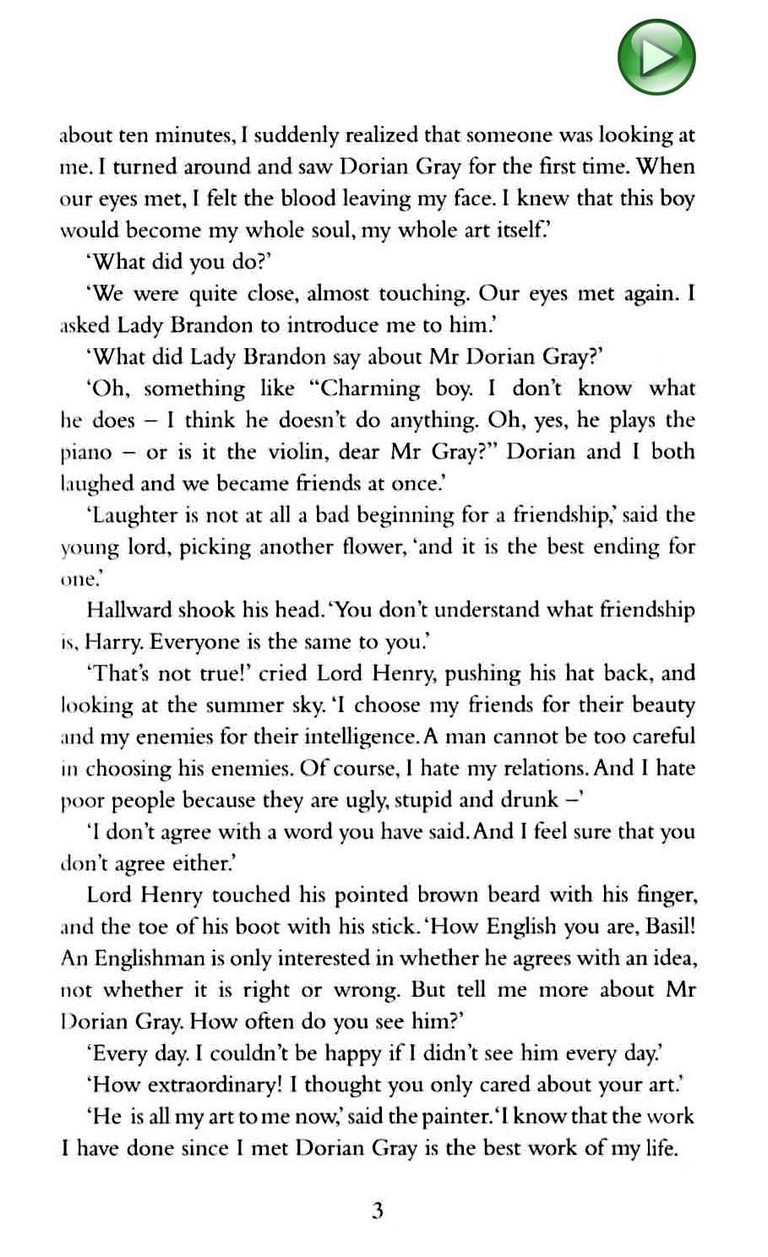 about ten minutes, I suddenly realized that someone was looking at
me. I turned around and saw Dorian Gray for the first time. When
our eyes met, I felt the blood leaving my face. I knew that this boy
would become my whole soul, my whole art itself.’
‘What did you do?’
‘We were quite close, almost touching. Our eyes met again. I
asked Lady Brandon to introduce me to him.’
‘What did Lady Brandon say about Mr Dorian Gray?’
‘Oh, something like “Charming boy. I don’t know what
he does – I think he doesn’t do anything. Oh, yes, he plays the
piano – or is it the violin, dear Mr Gray?” Dorian and I both
laughed and we became friends at once.’
‘Laughter is not at all a bad beginning for a friendship,’ said the
young lord, picking another flower, ‘and it is the best ending for
one.’
Hallward shook his head. ‘You don’t understand what friendship
is, Harry. Everyone is the same to you.’
‘That’s not true!’ cried Lord Henry, pushing his hat back, and
looking at the summer sky. ‘I choose my friends for their beauty
and my enemies for their intelligence. A man cannot be too careful
in choosing his enemies. Of course, I hate my relations. And I hate
poor people because they are ugly, stupid and drunk –’
‘I don’t agree with a word you have said. And I feel sure that you
don’t agree either.’
Lord Henry touched his pointed brown beard with his finger,
and the toe of his boot with his stick. ‘How English you are, Basil!
An Englishman is only interested in whether he agrees with an idea,
not whether it is right or wrong. But tell me more about Mr
Dorian Gray. How often do you see him?’
‘Every day. I couldn’t be happy if I didn’t see him every day.’
‘How extraordinary! I thought you only cared about your art.’
‘He is all my art to me now,’ said the painter. ‘I know that the work
I have done since I met Dorian Gray is the best work of my life.
3